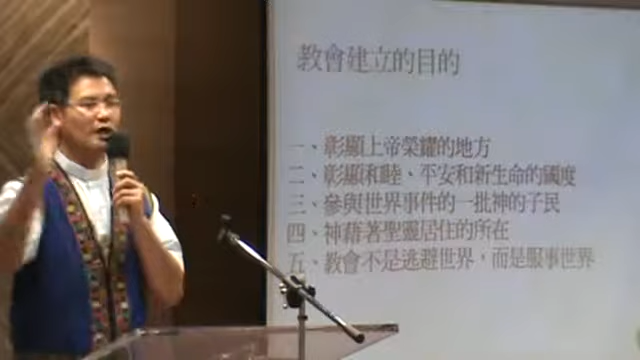 教會建立的目的
一、彰顯上帝榮耀的地方
二、彰顯和睦、平安和新生命的國度
三、參與世界事件的一批神的子民
四、神藉著聖靈居住的所在
五、教會不是逃避世界，而是服事世界